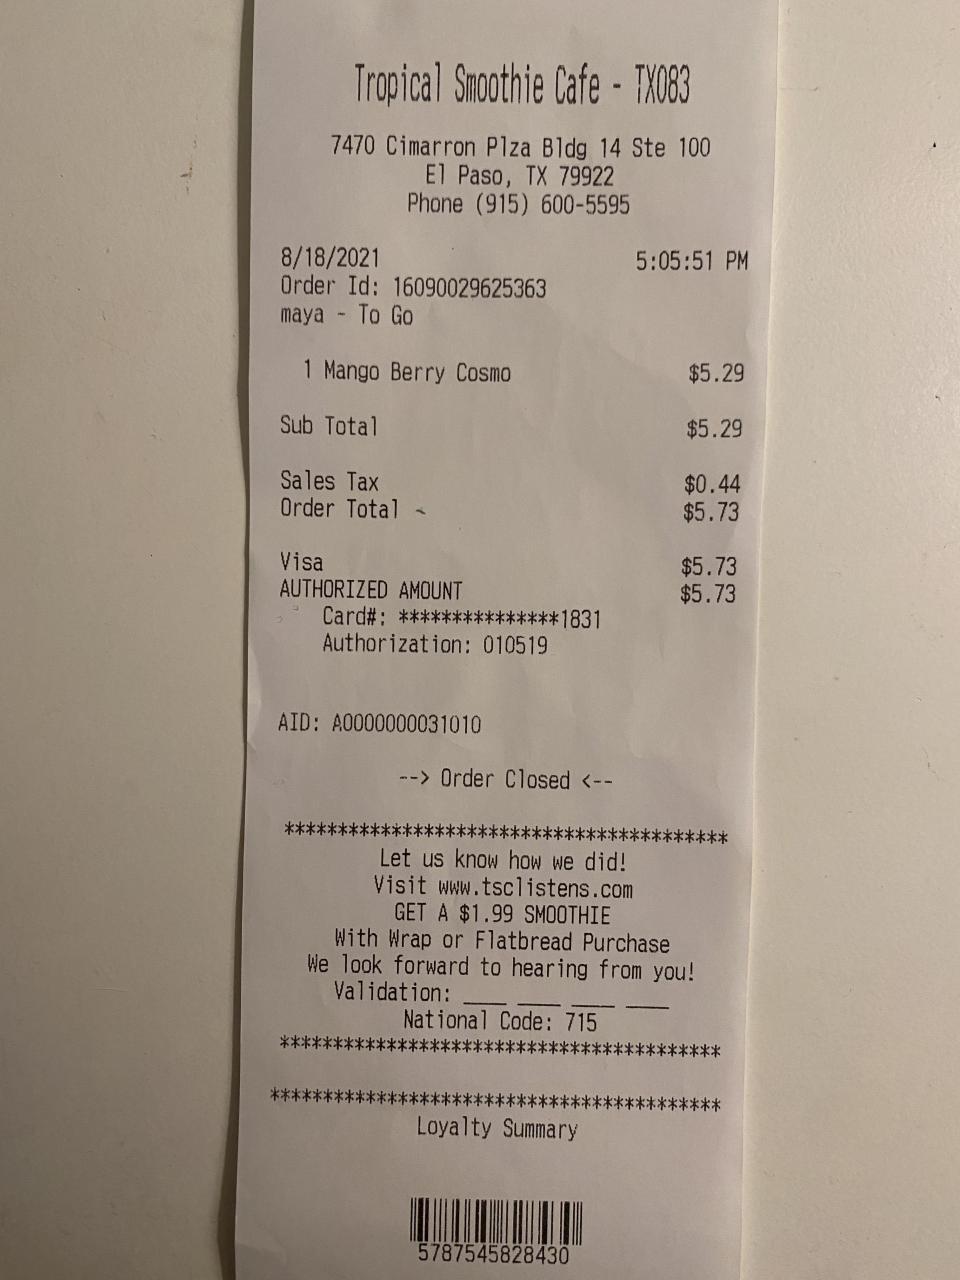 Tropical Smoothie Cafe - TX083
7470 Cimarron Plza Bldg 14 Ste 100
El Paso, TX 79922
Phone (915) 600-5595
8/18/2021 5:05:51 PM
Order Id: 16090029625363
maya - To Go
1 Mango Berry Cosmo $5.29
Sub Total $5.29
Sales Tax $0.44
Order Total $5.73
Visa $5.73
AUTHORIZED AMOUNT $5.73
Card#: ***************1831
Authorization: 010519
AID: A0000000031010
--> Order Closed <--
*****************************************
Let us know how we did!
Visit www.tsclistens.com
GET A $1.99 SMOOTHIE
With Wrap or Flatbread Purchase
We look forward to hearing from you!
Validation: ____ ____ ____ ____
National Code: 715
*****************************************
*****************************************
Loyalty Summary
5787545828430